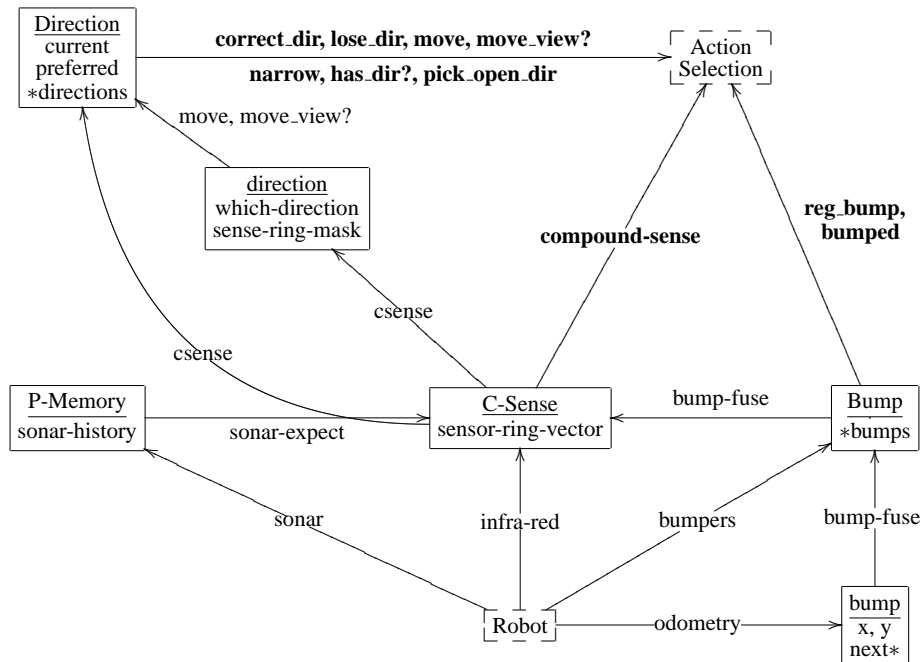 Direction
current
preferred
*directions
correct_dir, lose_dir, move, move_view?
narrow, has_dir?, pick_open_dir
Action
Selection
move, move_view?
direction
which-direction
sense-ring-mask
reg_bump,
bumped
compound-sense
csense
csense
P-Memory
sonar-history
sonar-expect
C-Sense
sensor-ring-vector
bump-fuse
Bump
*bumps
sonar
infra-red
bumpers
bump-fuse
Robot
odometry
bump
x, y
next*